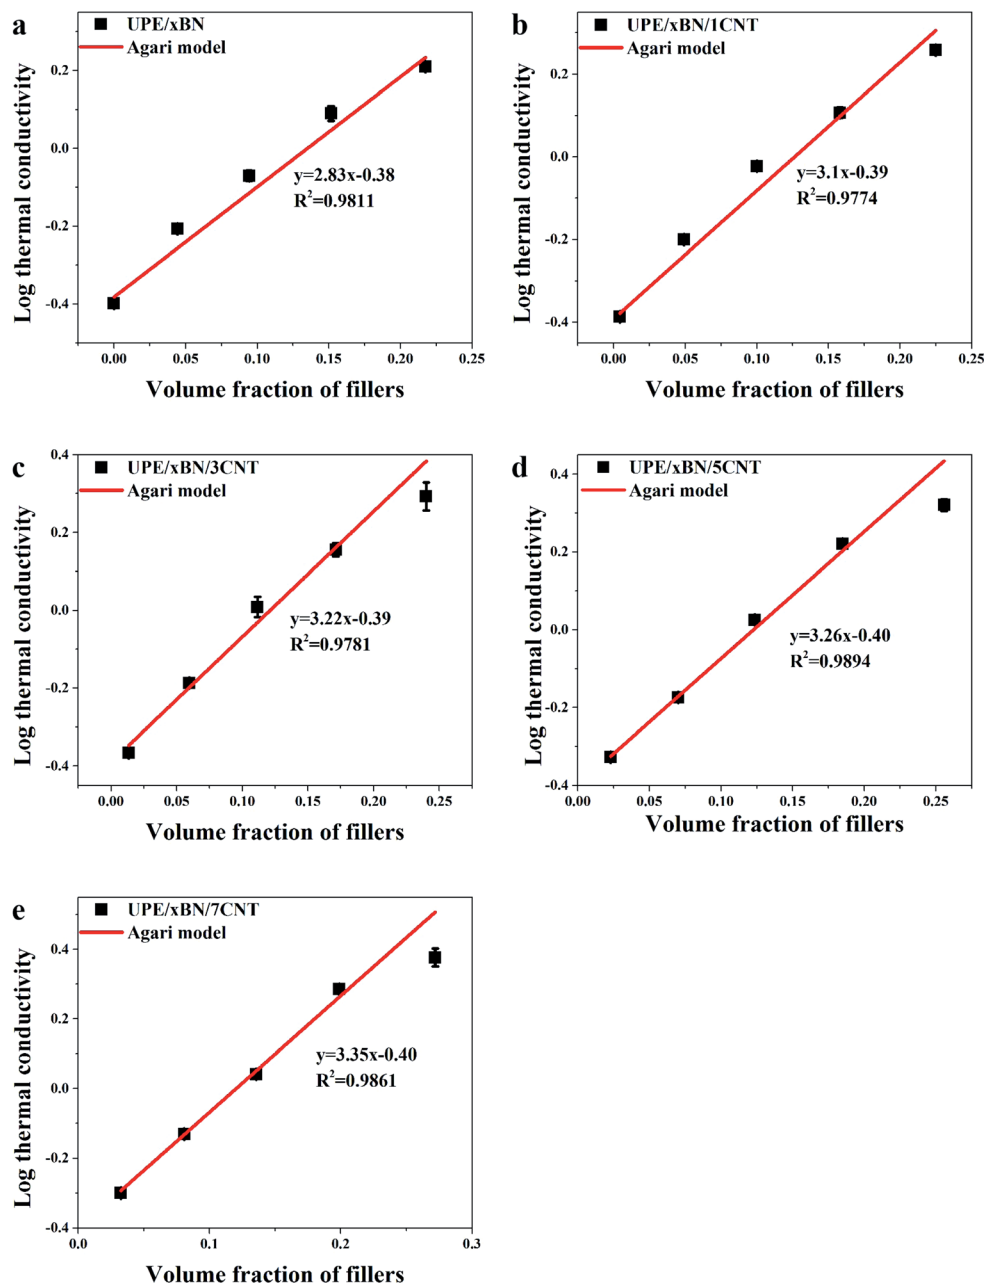 a
UPE/xBN
Agari model
0.2
0.0
-0.2
-0.4
y=2.83x-0.38
R²=0.9811
0.00 0.05 0.10 0.15 0.20 0.25
Log thermal conductivity
Volume fraction of fillers
b
UPE/xBN/1CNT
Agari model
0.2
0.0
-0.2
-0.4
y=3.1x-0.39
R²=0.9774
0.00 0.05 0.10 0.15 0.20 0.25
Log thermal conductivity
Volume fraction of fillers
c
UPE/xBN/3CNT
Agari model
0.4
0.2
0.0
-0.2
-0.4
y=3.22x-0.39
R²=0.9781
0.00 0.05 0.10 0.15 0.20 0.25
Log thermal conductivity
Volume fraction of fillers
d
UPE/xBN/5CNT
Agari model
0.4
0.2
0.0
-0.2
-0.4
y=3.26x-0.40
R²=0.9894
0.00 0.05 0.10 0.15 0.20 0.25
Log thermal conductivity
Volume fraction of fillers
e
UPE/xBN/7CNT
Agari model
0.4
0.2
0.0
-0.2
-0.4
y=3.35x-0.40
R²=0.9861
0.0 0.1 0.2 0.3
Log thermal conductivity
Volume fraction of fillers